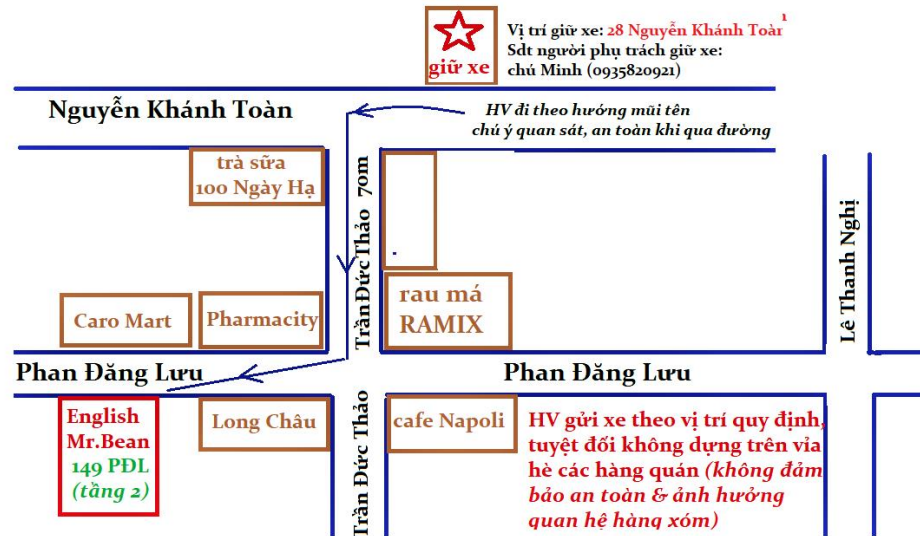 giữ xe
Vị trí giữ xe: 28 Nguyễn Khánh Toàn
Sdt người phụ trách giữ xe:
chú Minh (0935820921)
Nguyễn Khánh Toàn
HV đi theo hướng mũi tên
chú ý quan sát, an toàn khi qua đường
trà sữa
100 Ngày Hạ
Trần Đức Thảo 70m
Lê Thanh Nghị
Caro Mart
Pharmacity
rau má
RAMIX
Phan Đăng Lưu
Phan Đăng Lưu
English
Mr.Bean
149 PĐL
(tầng 2)
Long Châu
Trần Đức Thảo
cafe Napoli
HV gửi xe theo vị trí quy định,
tuyệt đối không dựng trên vỉa
hè các hàng quán (không đảm
bảo an toàn & ảnh hưởng
quan hệ hàng xóm)